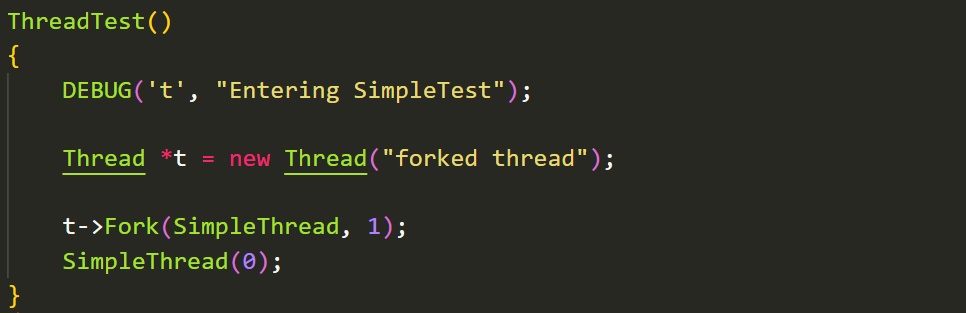 ThreadTest()
{
    DEBUG('t', "Entering SimpleTest");

    Thread *t = new Thread("forked thread");

    t->Fork(SimpleThread, 1);
    SimpleThread(0);
}